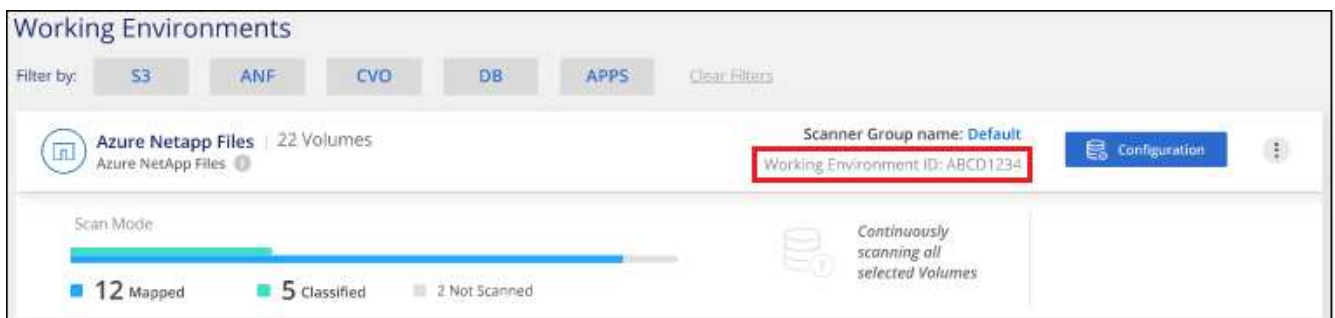 Working Environments
Filter by: S3 ANF CVO DB APPS Clear Filters
Azure Netapp Files | 22 Volumes
Azure NetApp Files
Scanner Group name: Default
Working Environment ID: ABCD1234
Configuration
Scan Mode
12 Mapped 5 Classified 2 Not Scanned
Continuously
scanning all
selected Volumes